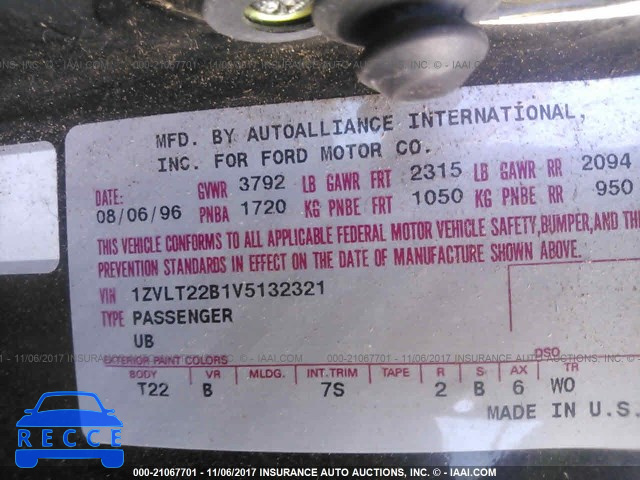 MFD. BY AUTOALLIANCE INTERNATIONAL,
INC. FOR FORD MOTOR CO.
DATE: GVWR 3792 LB GAWR FRT 2315 LB GAWR RR 2094
08/06/96 PNBA 1720 KG PNBE FRT 1050 KG PNBE RR 950
THIS VEHICLE CONFORMS TO ALL APPLICABLE FEDERAL MOTOR VEHICLE SAFETY, BUMPER, AND
PREVENTION STANDARDS IN EFFECT ON THE DATE OF MANUFACTURE SHOWN ABOVE.
VIN 1ZVLT22B1V5132321
TYPE PASSENGER
UB
EXTERIOR PAINT COLORS DSO
BODY VR MLDG. INT.TRIM TAPE R S AX TR
T22 B 7S 2 B 6 WO
MADE IN U.S.
000-21067701 - 11/06/2017 INSURANCE AUTO AUCTIONS, INC. - © IAAI.COM